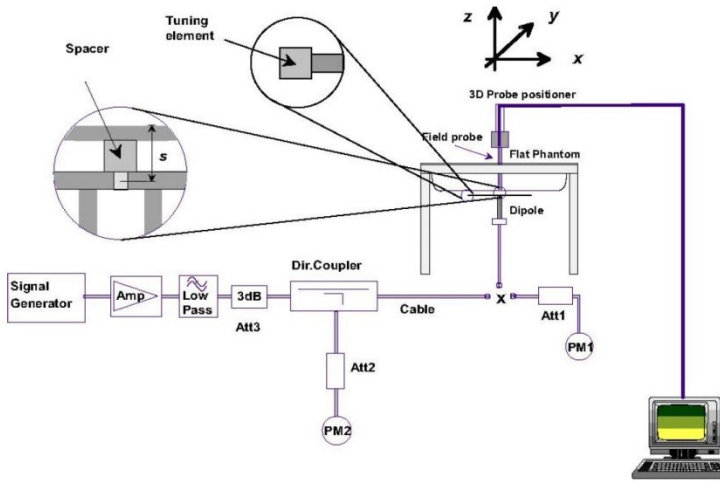 Tuning
element
Spacer
s
z
y
x
3D Probe positioner
Field probe
Flat Phantom
Dipole
Signal
Generator
Amp
Low
Pass
3dB
Att3
Dir.Coupler
Cable
x
Att1
PM1
Att2
PM2